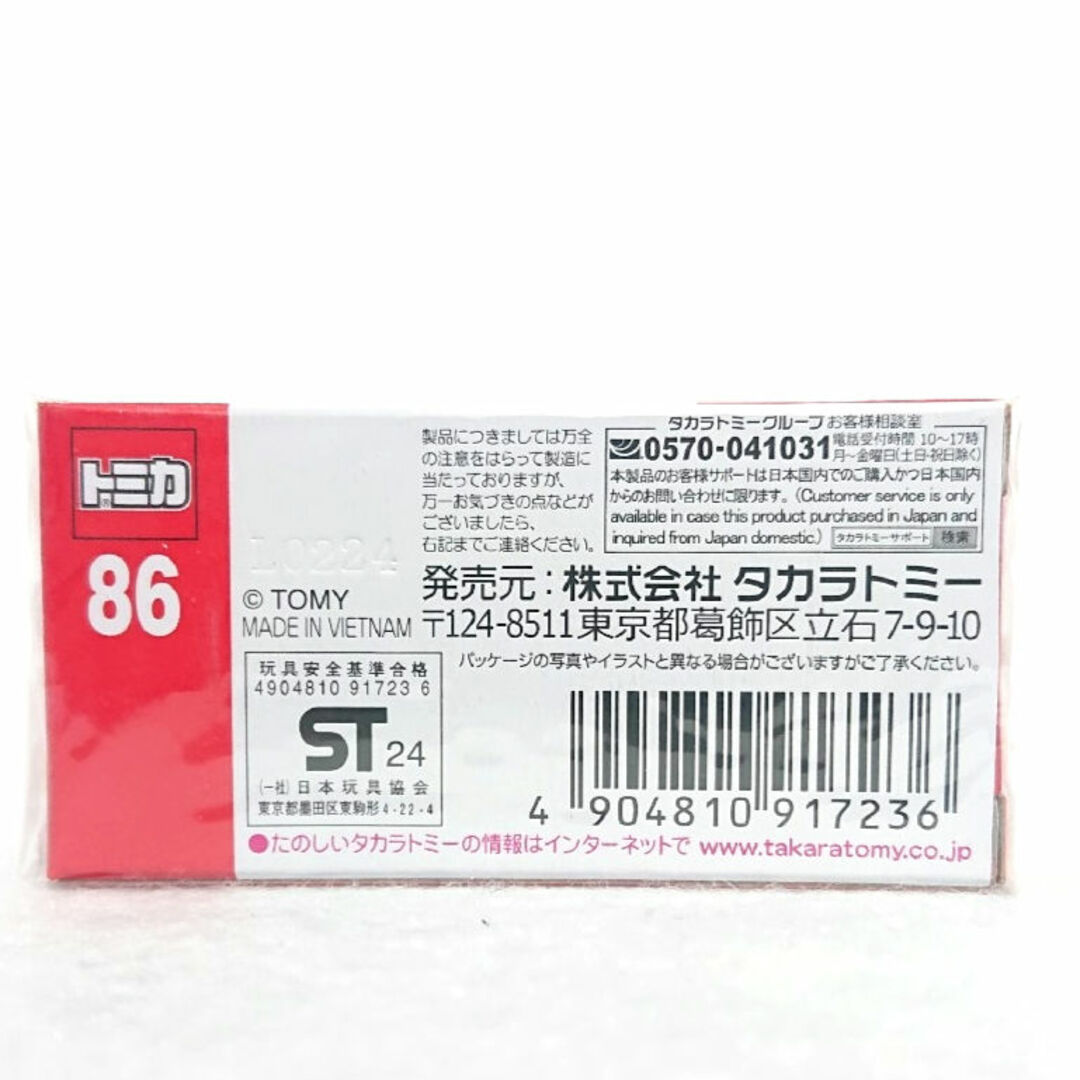 トミカ
®
86
製品につきましては万全
の注意をはらって製造に
当たっておりますが、
万一お気づきの点などが
ございましたら、
右記までご連絡ください。
タカラトミーグループ お客様相談室
0570-041031 電話受付時間 10〜17時
月〜金曜日(土日・祝日除く)
本製品のお客様サポートは日本国内でのご購入かつ日本国内
からのお問い合わせに限ります。(Customer service is only
available in case this product purchased in Japan and
inquired from Japan domestic.) タカラトミーサポート 検索
L0224
© TOMY
MADE IN VIETNAM
発売元：株式会社 タカラトミー
〒124-8511 東京都葛飾区立石 7-9-10
パッケージの写真やイラストと異なる場合がございますがご了承ください。
玩具安全基準合格
4904810 91723 6
ST 24
(一社)日本玩具協会
東京都墨田区東駒形 4-22-4
4 904810 917236
●たのしいタカラトミーの情報はインターネットで www.takaratomy.co.jp